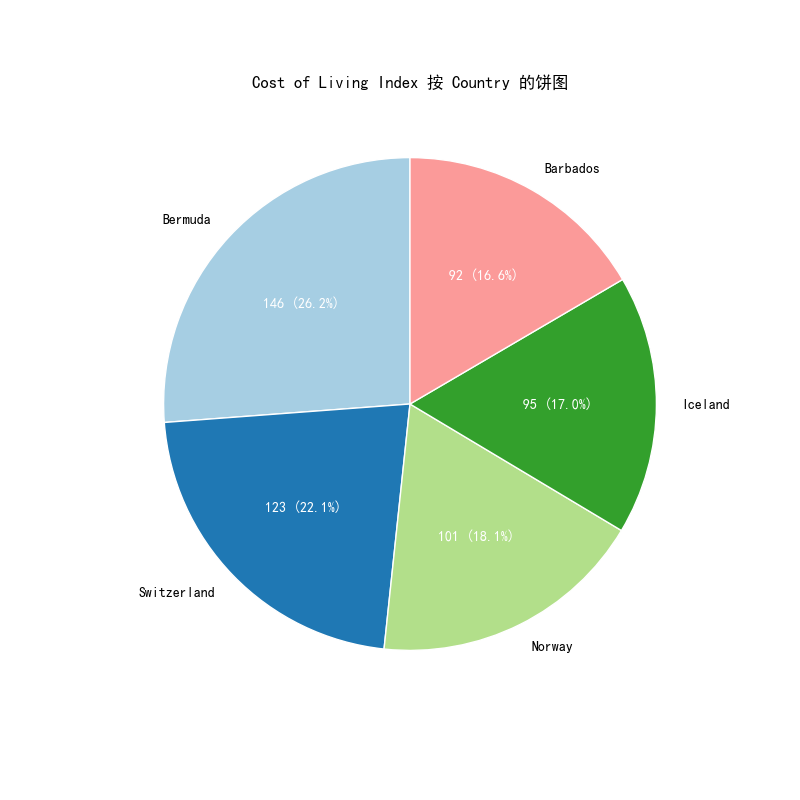 Cost of Living Index 按 Country 的饼图
Barbados
Bermuda
92 (16.6%)
146 (26.2%)
95 (17.0%)
Iceland
123 (22.1%)
101 (18.1%)
Switzerland
Norway